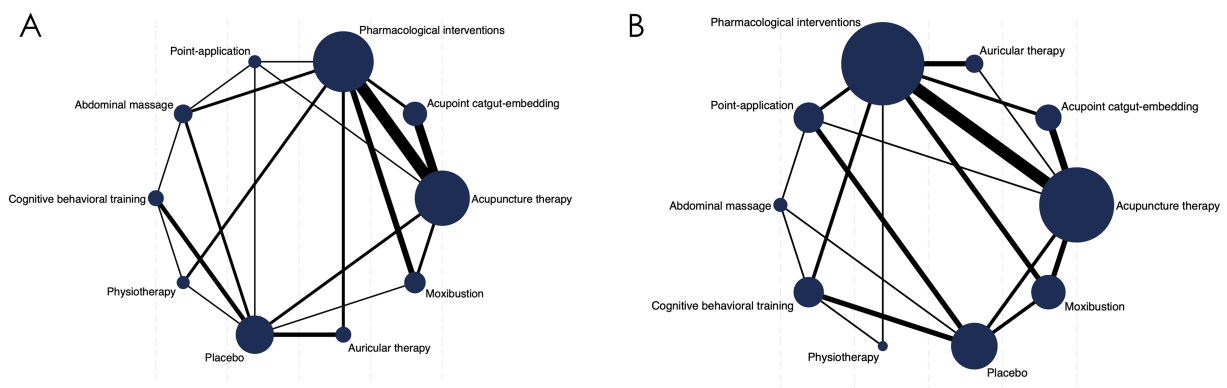 A
Pharmacological interventions
Point-application
Abdominal massage
Acupoint catgut-embedding
Cognitive behavioral training
Acupuncture therapy
Physiotherapy
Moxibustion
Placebo
Auricular therapy
B
Pharmacological interventions
Auricular therapy
Point-application
Acupoint catgut-embedding
Abdominal massage
Acupuncture therapy
Cognitive behavioral training
Moxibustion
Physiotherapy
Placebo